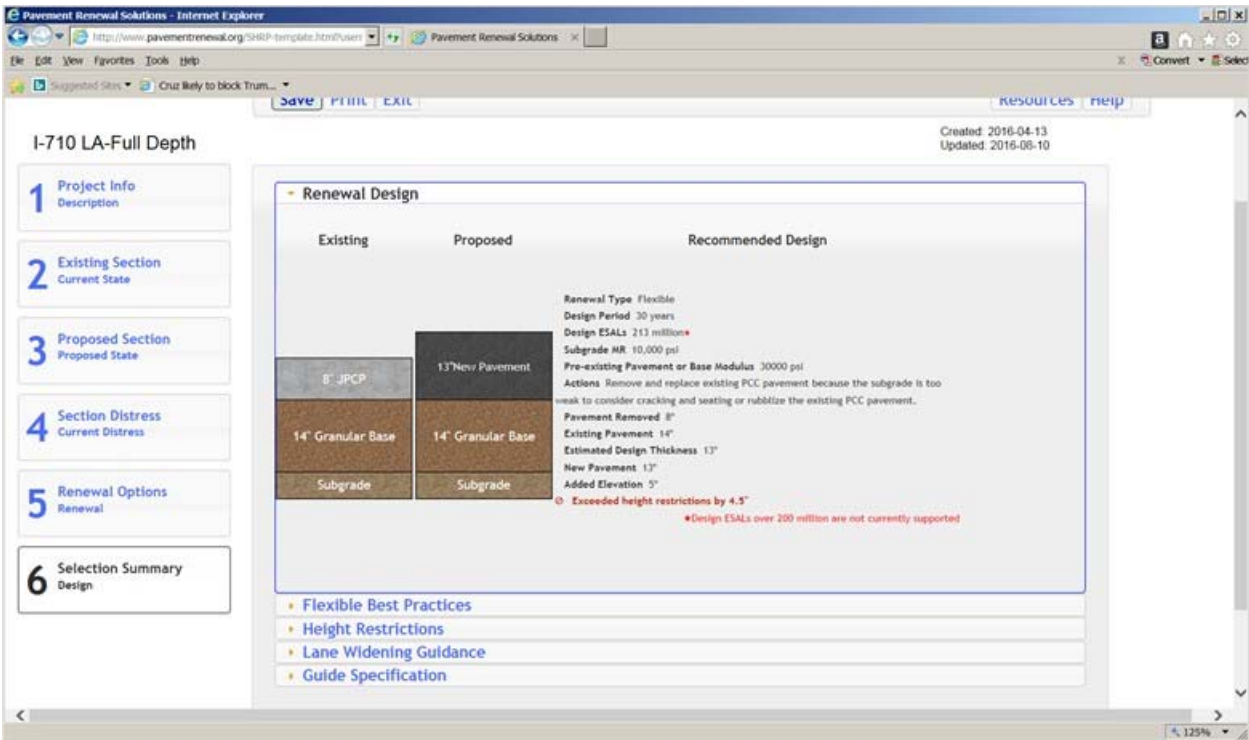 Pavement Renewal Solutions - Internet Explorer
http://www.pavementrenewal.org/SHRP-template.html?user
Pavement Renewal Solutions
File Edit View Favorites Tools Help
Convert Select
Suggested Sites Cruz likely to block Trum...
Save Print Exit
Resources Help
I-710 LA-Full Depth
Created: 2016-04-13
Updated: 2016-08-10
1 Project Info
Description
2 Existing Section
Current State
3 Proposed Section
Proposed State
4 Section Distress
Current Distress
5 Renewal Options
Renewal
6 Selection Summary
Design
Renewal Design
Existing Proposed Recommended Design
8" JPCP
14" Granular Base
Subgrade
13"New Pavement
14" Granular Base
Subgrade
Renewal Type Flexible
Design Period 30 years
Design ESALs 213 million*
Subgrade MR 10,000 psi
Pre-existing Pavement or Base Modulus 30000 psi
Actions Remove and replace existing PCC pavement because the subgrade is too
weak to consider cracking and seating or rubblize the existing PCC pavement.
Pavement Removed 8"
Existing Pavement 14"
Estimated Design Thickness 13"
New Pavement 13"
Added Elevation 5"
Exceeded height restrictions by 4.5"
*Design ESALs over 200 million are not currently supported
Flexible Best Practices
Height Restrictions
Lane Widening Guidance
Guide Specification
125%